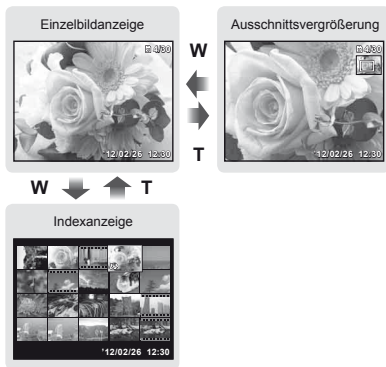 Einzelbildanzeige
4/30
'12/02/26 12:30
W
T
Ausschnittsvergrößerung
4/30
'12/02/26 12:30
W T
Indexanzeige
'12/02/26 12:30